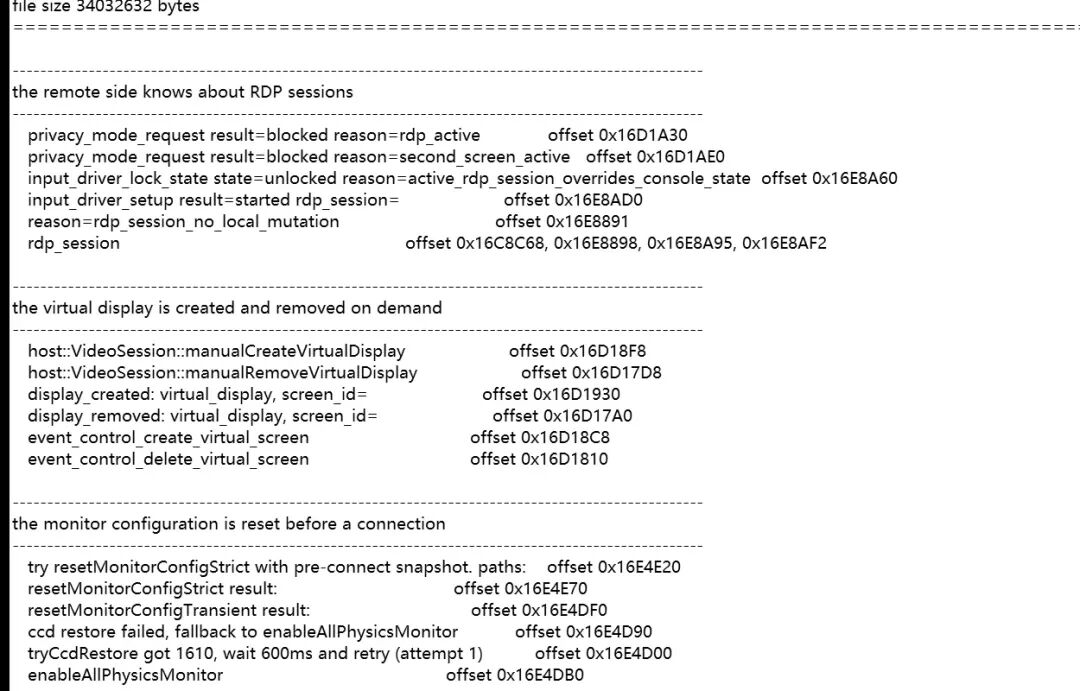 file size 34032632 bytes
================================================================================
--------------------------------------------------------------------------------------------------
the remote side knows about RDP sessions
--------------------------------------------------------------------------------------------------
privacy_mode_request result=blocked reason=rdp_active offset 0x16D1A30
privacy_mode_request result=blocked reason=second_screen_active offset 0x16D1AE0
input_driver_lock_state state=unlocked reason=active_rdp_session_overrides_console_state offset 0x16E8A60
input_driver_setup result=started rdp_session= offset 0x16E8AD0
reason=rdp_session_no_local_mutation offset 0x16E8891
rdp_session offset 0x16C8C68, 0x16E8898, 0x16E8A95, 0x16E8AF2
--------------------------------------------------------------------------------------------------
the virtual display is created and removed on demand
--------------------------------------------------------------------------------------------------
host::VideoSession::manualCreateVirtualDisplay offset 0x16D18F8
host::VideoSession::manualRemoveVirtualDisplay offset 0x16D17D8
display_created: virtual_display, screen_id= offset 0x16D1930
display_removed: virtual_display, screen_id= offset 0x16D17A0
event_control_create_virtual_screen offset 0x16D18C8
event_control_delete_virtual_screen offset 0x16D1810
--------------------------------------------------------------------------------------------------
the monitor configuration is reset before a connection
--------------------------------------------------------------------------------------------------
try resetMonitorConfigStrict with pre-connect snapshot. paths: offset 0x16E4E20
resetMonitorConfigStrict result: offset 0x16E4E70
resetMonitorConfigTransient result: offset 0x16E4DF0
ccd restore failed, fallback to enableAllPhysicsMonitor offset 0x16E4D90
tryCcdRestore got 1610, wait 600ms and retry (attempt 1) offset 0x16E4D00
enableAllPhysicsMonitor offset 0x16E4DB0